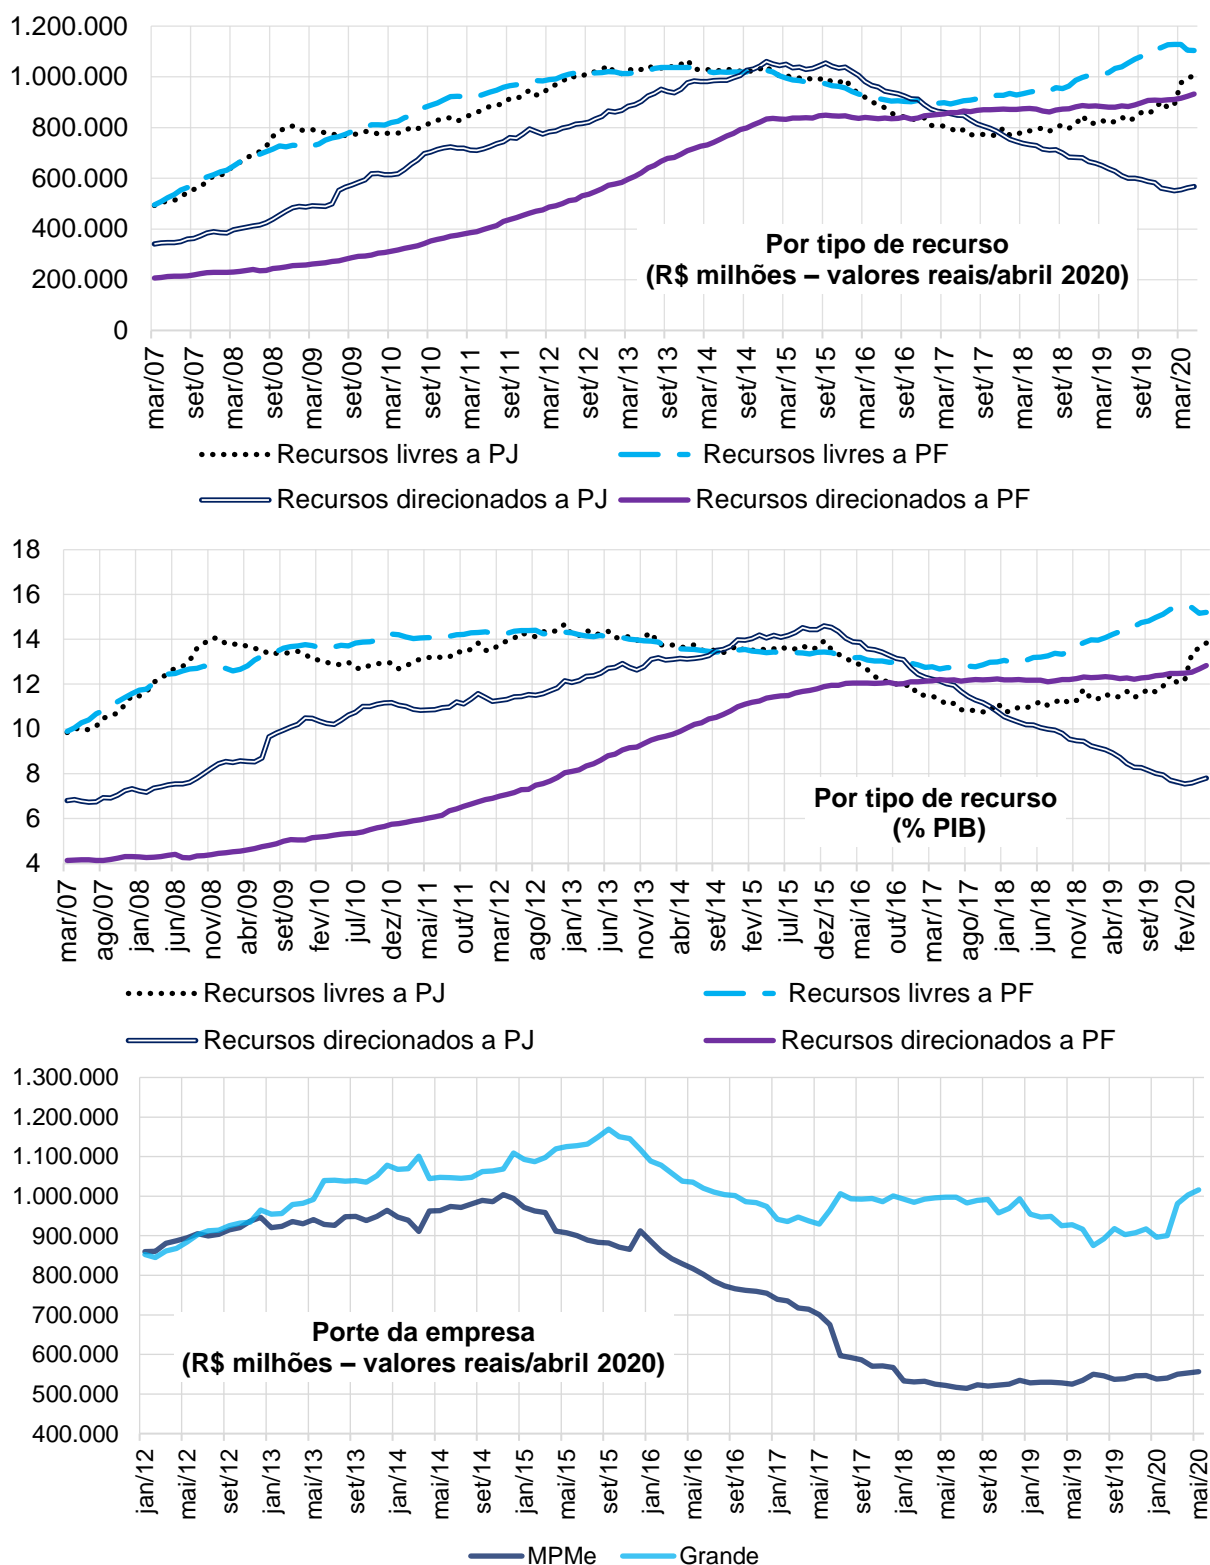 1.200.000
1.000.000
800.000
600.000
400.000
200.000
0
Por tipo de recurso
(R$ milhões – valores reais/abril 2020)
mar/07 set/07 mar/08 set/08 mar/09 set/09 mar/10 set/10 mar/11 set/11 mar/12 set/12 mar/13 set/13 mar/14 set/14 mar/15 set/15 mar/16 set/16 mar/17 set/17 mar/18 set/18 mar/19 set/19 mar/20
Recursos livres a PJ Recursos livres a PF
Recursos direcionados a PJ Recursos direcionados a PF
18
16
14
12
10
8
6
4
Por tipo de recurso
(% PIB)
mar/07 ago/07 jan/08 jun/08 nov/08 abr/09 set/09 fev/10 jul/10 dez/10 mai/11 out/11 mar/12 ago/12 jan/13 jun/13 nov/13 abr/14 set/14 fev/15 jul/15 dez/15 mai/16 out/16 mar/17 ago/17 jan/18 jun/18 nov/18 abr/19 set/19 fev/20
Recursos livres a PJ Recursos livres a PF
Recursos direcionados a PJ Recursos direcionados a PF
1.300.000
1.200.000
1.100.000
1.000.000
900.000
800.000
700.000
600.000
500.000
400.000
Porte da empresa
(R$ milhões – valores reais/abril 2020)
jan/12 mai/12 set/12 jan/13 mai/13 set/13 jan/14 mai/14 set/14 jan/15 mai/15 set/15 jan/16 mai/16 set/16 jan/17 mai/17 set/17 jan/18 mai/18 set/18 jan/19 mai/19 set/19 jan/20 mai/20
MPMe Grande